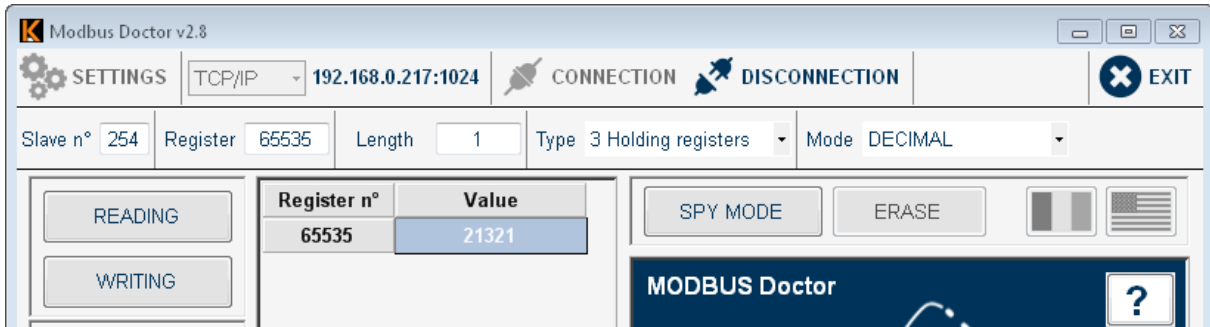 Modbus Doctor v2.8
SETTINGS TCP/IP 192.168.0.217:1024 CONNECTION DISCONNECTION EXIT
Slave n° 254 Register 65535 Length 1 Type 3 Holding registers Mode DECIMAL
READING
WRITING
Register n° Value
65535 21321
SPY MODE ERASE
MODBUS Doctor ?